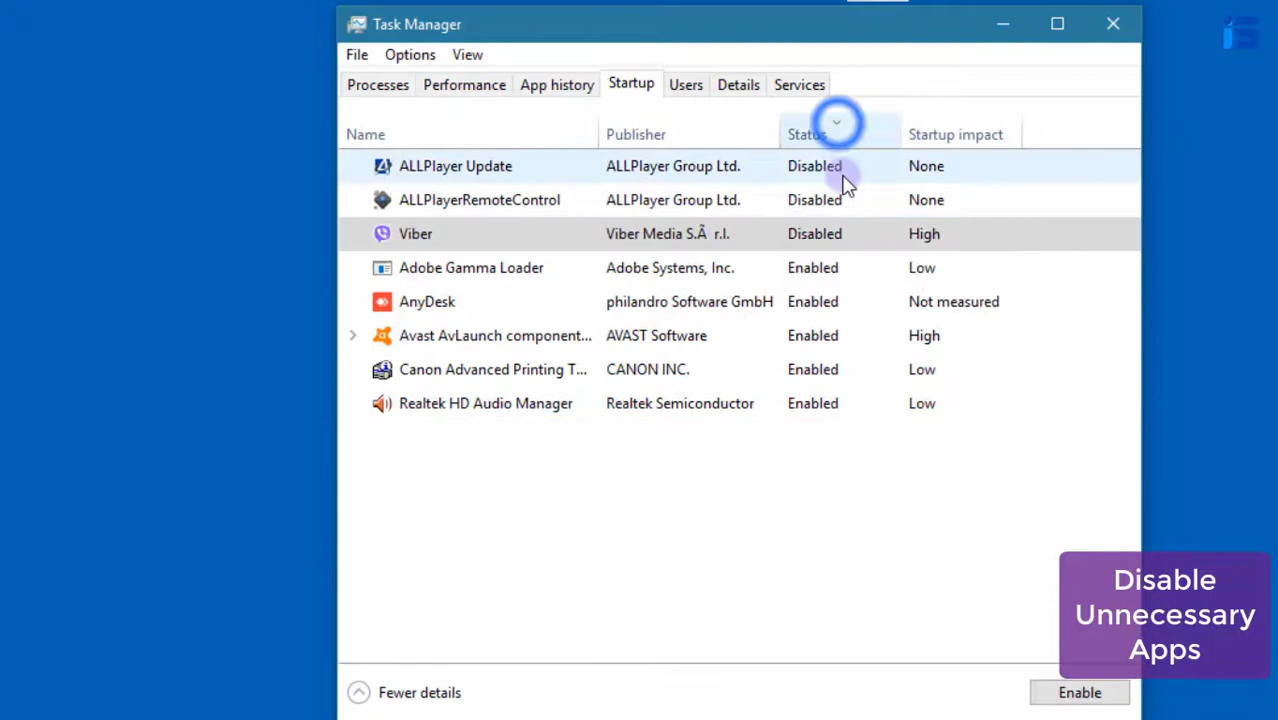 Task Manager
File Options View
Processes Performance App history Startup Users Details Services
Name Publisher Status Startup impact
ALLPlayer Update ALLPlayer Group Ltd. Disabled None
ALLPlayerRemoteControl ALLPlayer Group Ltd. Disabled None
Viber Viber Media S.Â r.l. Disabled High
Adobe Gamma Loader Adobe Systems, Inc. Enabled Low
AnyDesk philandro Software GmbH Enabled Not measured
Avast AvLaunch component... AVAST Software Enabled High
Canon Advanced Printing T... CANON INC. Enabled Low
Realtek HD Audio Manager Realtek Semiconductor Enabled Low
Disable
Unnecessary
Apps
Fewer details Enable